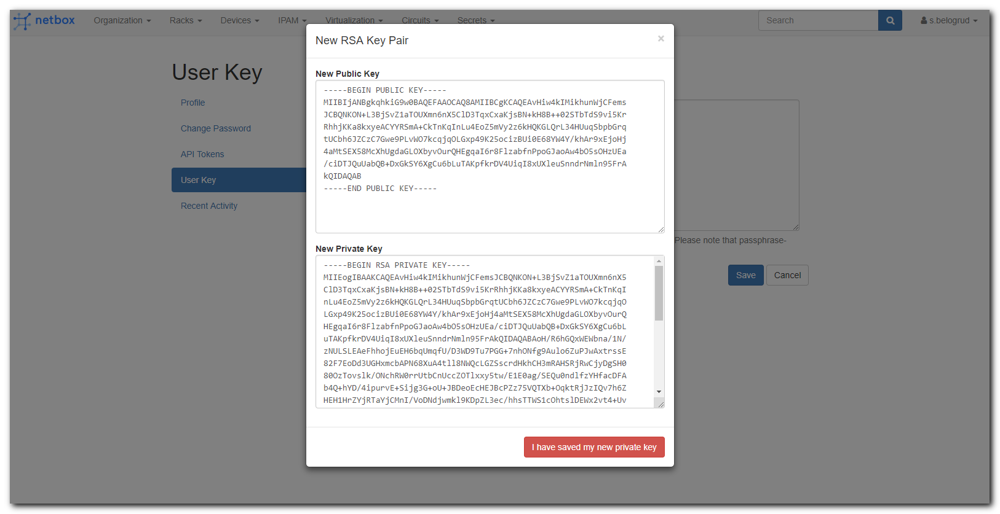 netbox Organization Racks Devices IPAM Virtualization Circuits Secrets Search s.belogrud
New RSA Key Pair ×
User Key
Profile
Change Password
API Tokens
User Key
Recent Activity
New Public Key
-----BEGIN PUBLIC KEY-----
MIIBIjANBgkqhkiG9w0BAQEFAAOCAQ8AMIIBCgKCAQEAvHiw4kIMikhunWjCFems
JCBQNKON+L3BjSvZ1aTOUXmn6nX5ClD3TqxCxaKjsBN+kH8B++02STbTdS9vi5Kr
RhhjKKa8kxyeACYYRSmA+CkTnKqInLu4EoZ5mVy2z6kHQKGLQrL34HUuqSbpbGrq
tUCbh6JZCzC7Gwe9PLvWO7kcqjqOLGxp49K25ocizBUi0E68YW4Y/khAr9xEjoHj
4aMtSEX58McXhUgdaGLOXbyvOurQHEgqaI6r8FlzabfnPpoGJaoAw4bO5sOHzUEa
/ciDTJQuUabQB+DxGkSY6XgCu6bLuTAKpfkrDV4UiqI8xUXleuSnndrNmln95FrA
kQIDAQAB
-----END PUBLIC KEY-----
New Private Key
-----BEGIN RSA PRIVATE KEY-----
MIIEogIBAAKCAQEAvHiw4kIMikhunWjCFemsJCBQNKON+L3BjSvZ1aTOUXmn6nX5
ClD3TqxCxaKjsBN+kH8B++02STbTdS9vi5KrRhhjKKa8kxyeACYYRSmA+CkTnKqI
nLu4EoZ5mVy2z6kHQKGLQrL34HUuqSbpbGrqtUCbh6JZCzC7Gwe9PLvWO7kcqjqO
LGxp49K25ocizBUi0E68YW4Y/khAr9xEjoHj4aMtSEX58McXhUgdaGLOXbyvOurQ
HEgqaI6r8FlzabfnPpoGJaoAw4bO5sOHzUEa/ciDTJQuUabQB+DxGkSY6XgCu6bL
uTAKpfkrDV4UiqI8xUXleuSnndrNmln95FrAkQIDAQABAoH/R6hGQxWEWbna/1N/
zNULSLEAeFhhojEuEH6bqUmqfU/D3WD9Tu7PGG+7nhONfg9Aulo6ZuPJwAxtrssE
82F7EoDd3UGHxmcbAPN68XuA4tll8NWQcLGZSscrdHkhCH3mRAHSRjRwCjyDgSH0
80OzTovslk/ONchRW0rrUtbCnUccZOTlxxy5tw/E1E0ag/SEQu0ndlfzYHfacDFA
b4Q+hYD/4ipurvE+Sijg3G+oU+JBDeoEcHEJBcPZz75VQTXb+OqktRjJzIQv7h6Z
HEH1HrZYjRTaYjCMnI/VoDNdjwmkl9KDpZL3ec/hhsTTWS1cOhtslDEWx2vt4+Uv
Please note that passphrase-
Save Cancel
I have saved my new private key